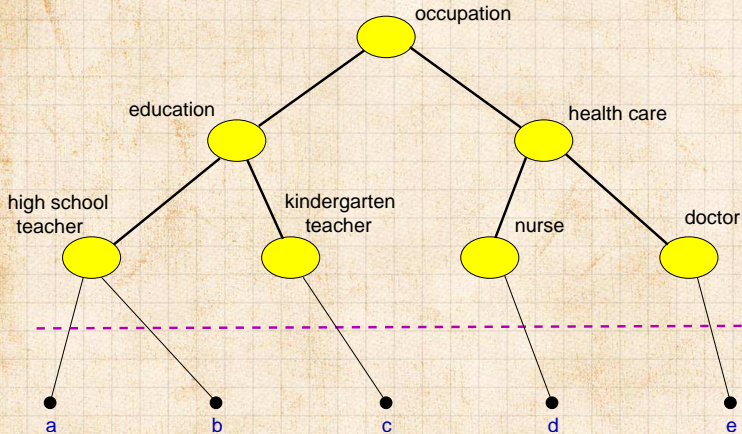 occupation
education
health care
high school
teacher
kindergarten
teacher
nurse
doctor
a
b
c
d
e